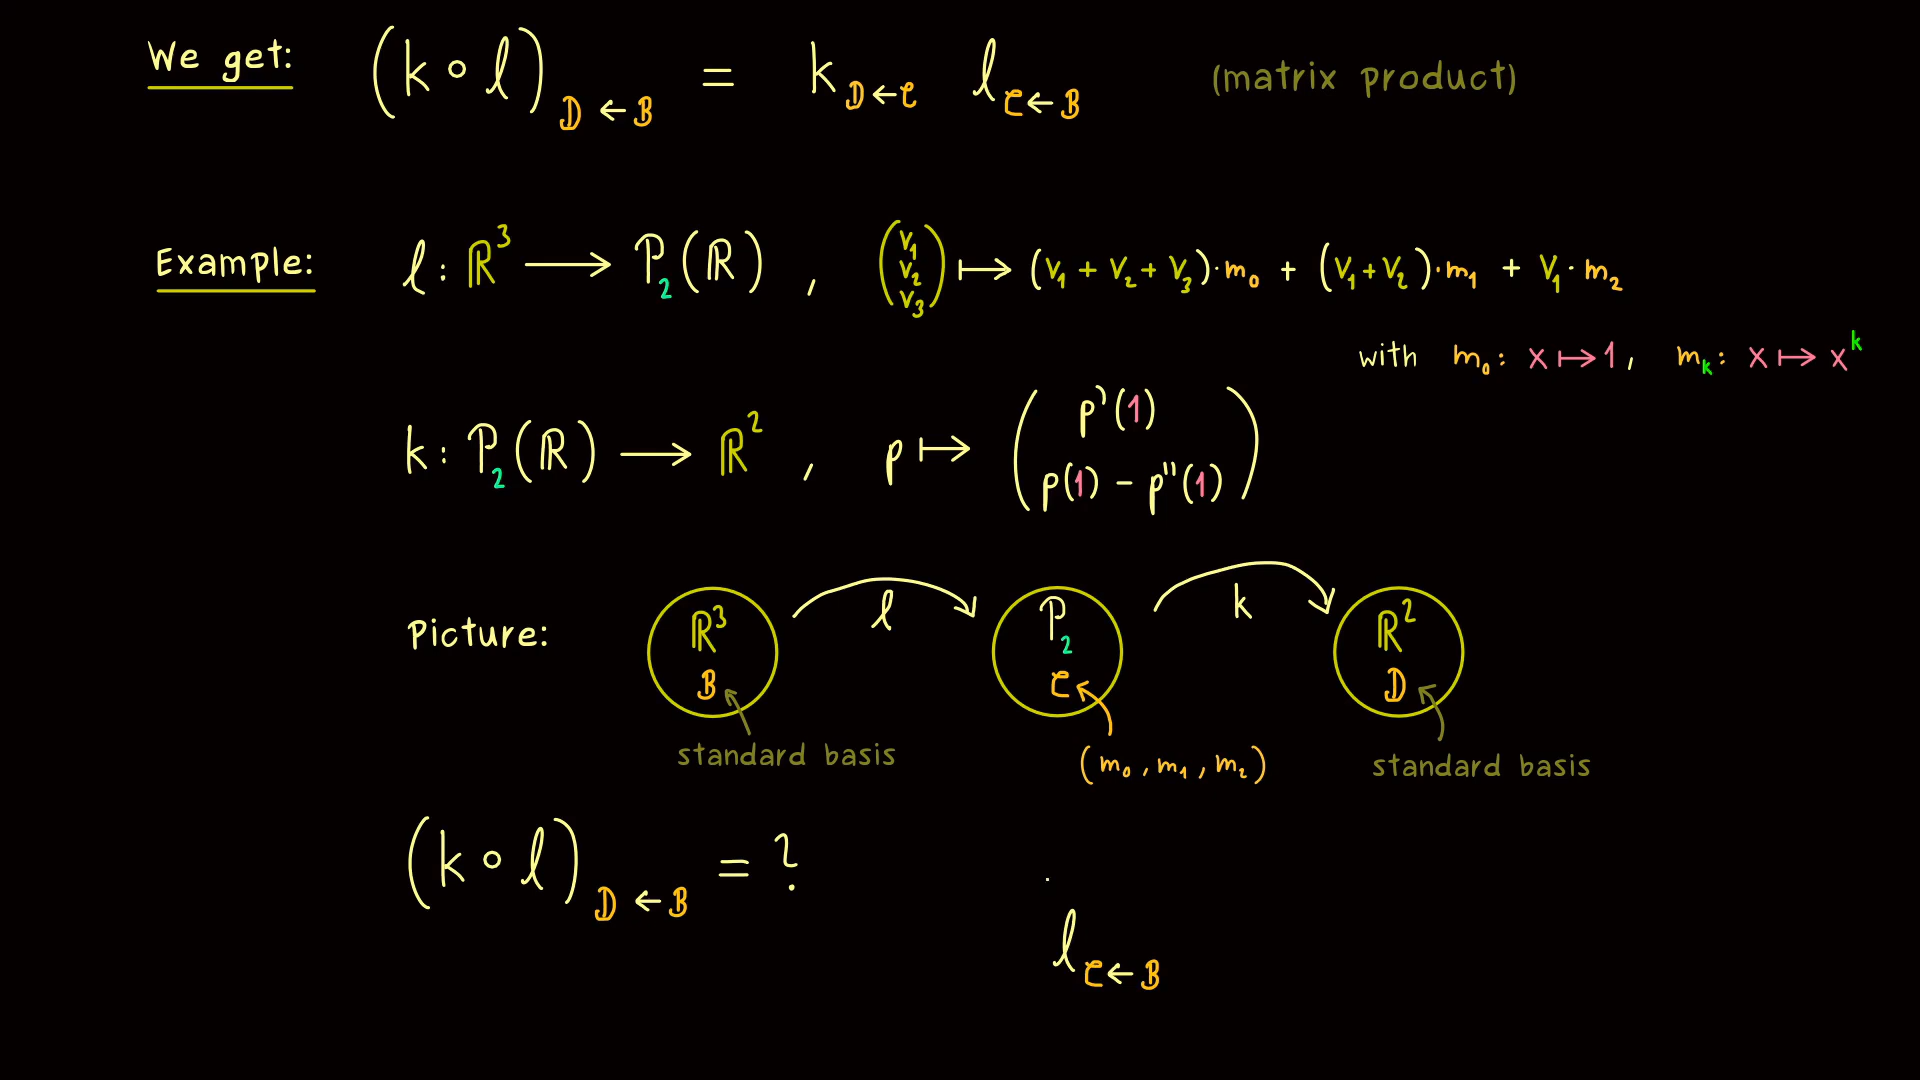 We get: (k ∘ l)_{D ← B} = k_{D ← C} l_{C ← B} (matrix product)
Example: l : ℝ³ ⟶ P₂(ℝ) , (v₁ v₂ v₃) ⟼ (v₁ + v₂ + v₃)·m₀ + (v₁ + v₂)·m₁ + v₁·m₂
with m₀ : x ⟼ 1, m_k : x ⟼ x^k
k : P₂(ℝ) ⟶ ℝ² , p ⟼ ( p'(1)
p(1) − p''(1) )
Picture: ℝ³ l P₂ k ℝ²
B C D
standard basis (m₀, m₁, m₂) standard basis
(k ∘ l)_{D ← B} = ?
l_{C ← B}